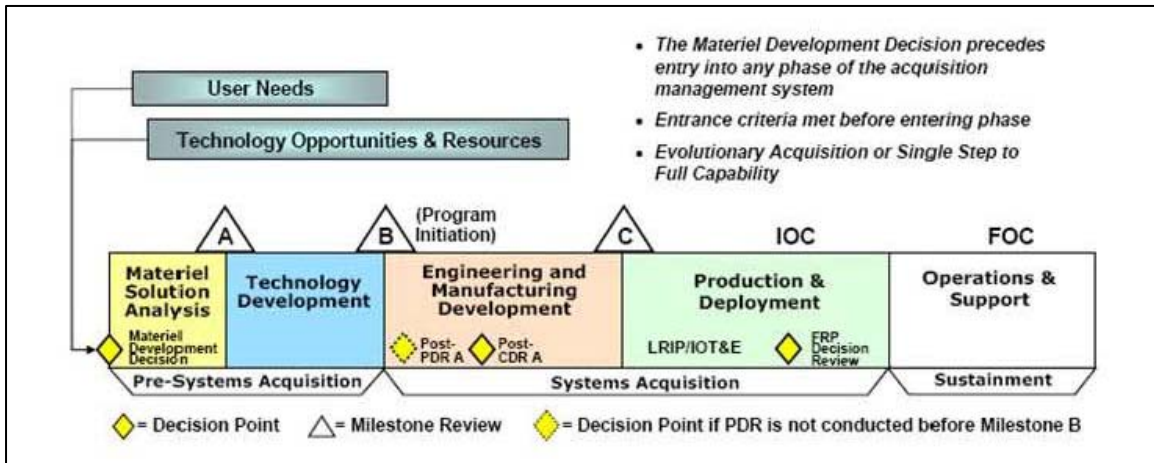 • The Materiel Development Decision precedes
entry into any phase of the acquisition
management system
• Entrance criteria met before entering phase
• Evolutionary Acquisition or Single Step to
Full Capability
User Needs
Technology Opportunities & Resources
A
B
(Program
Initiation)
C
IOC
FOC
Materiel
Solution
Analysis
Materiel
Development
Decision
Technology
Development
Engineering and
Manufacturing
Development
Post-
PDR A
Post-
CDR A
Production &
Deployment
LRIP/IOT&E
FRP
Decision
Review
Operations &
Support
Pre-Systems Acquisition
Systems Acquisition
Sustainment
= Decision Point
= Milestone Review
= Decision Point if PDR is not conducted before Milestone B